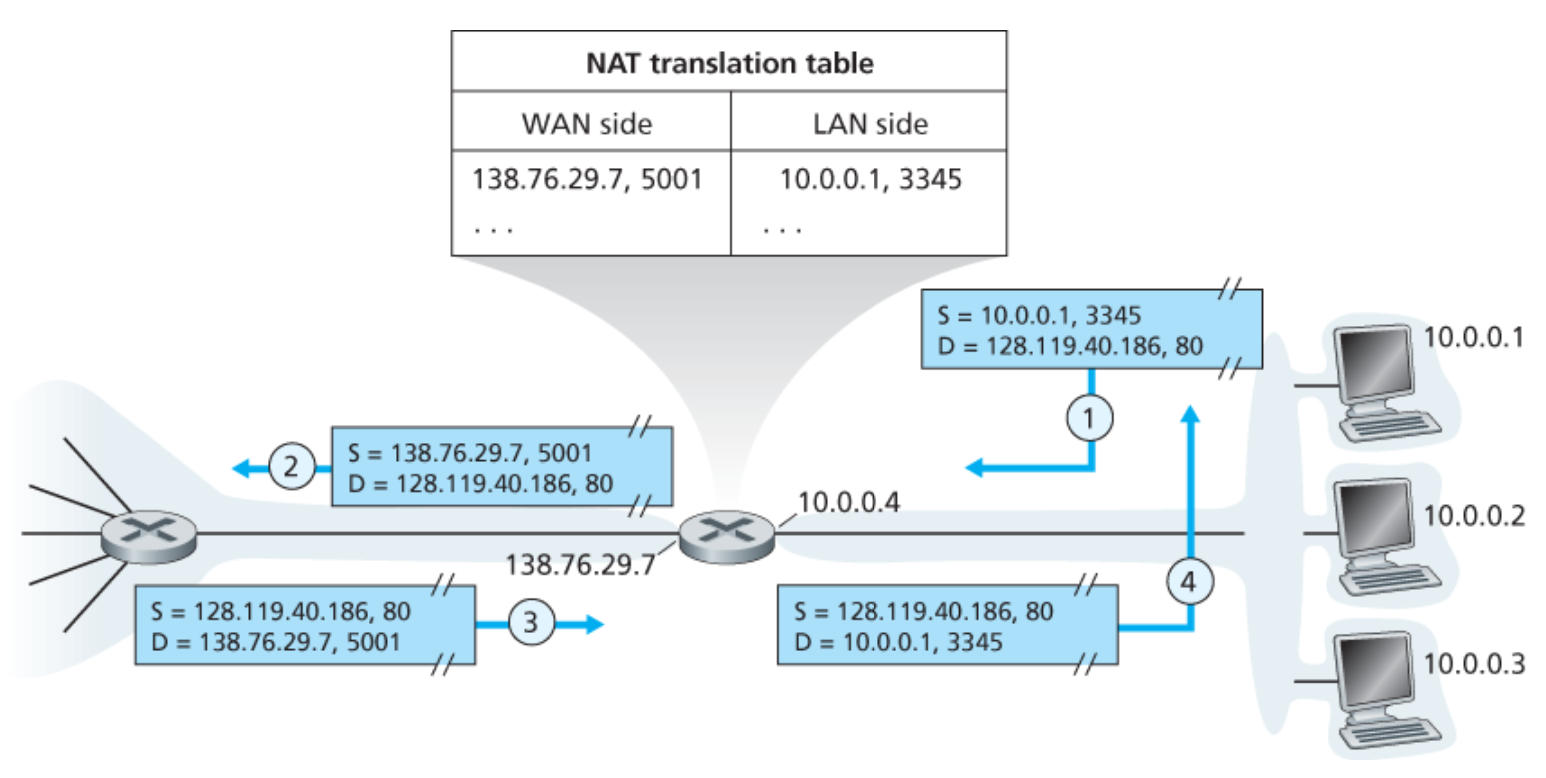 NAT translation table
WAN side
LAN side
138.76.29.7, 5001
10.0.0.1, 3345
. . .
. . .
S = 10.0.0.1, 3345
D = 128.119.40.186, 80
1
10.0.0.1
2
S = 138.76.29.7, 5001
D = 128.119.40.186, 80
10.0.0.4
10.0.0.2
138.76.29.7
S = 128.119.40.186, 80
D = 138.76.29.7, 5001
3
S = 128.119.40.186, 80
D = 10.0.0.1, 3345
4
10.0.0.3